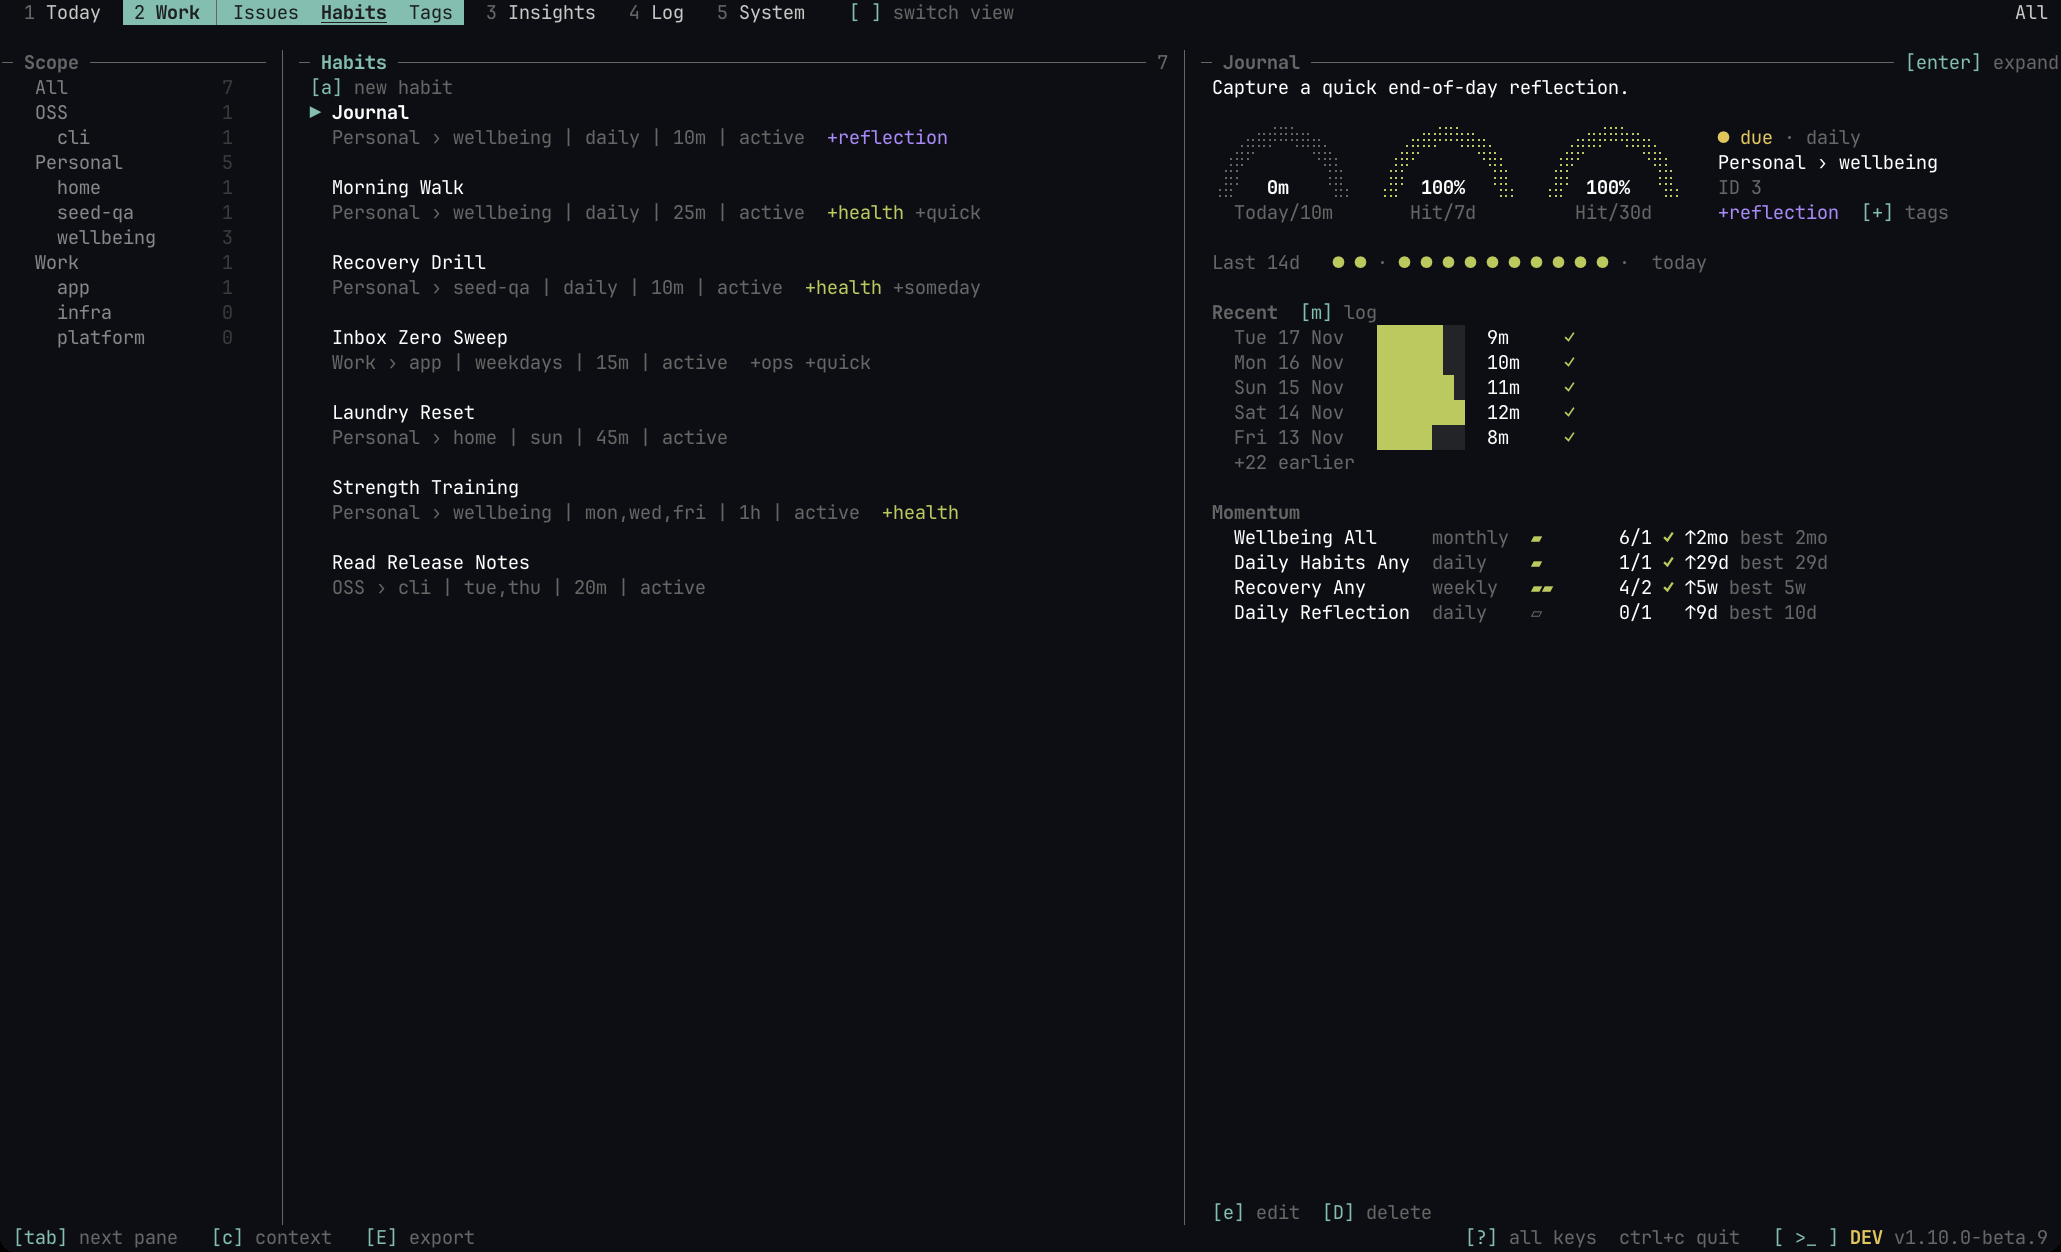 1 Today 2 Work Issues Habits Tags 3 Insights 4 Log 5 System [ ] switch view All
Scope
All 7
OSS 1
cli 1
Personal 5
home 1
seed-qa 1
wellbeing 3
Work 1
app 1
infra 0
platform 0
Habits 7
[a] new habit
▶ Journal
Personal › wellbeing | daily | 10m | active +reflection
Morning Walk
Personal › wellbeing | daily | 25m | active +health +quick
Recovery Drill
Personal › seed-qa | daily | 10m | active +health +someday
Inbox Zero Sweep
Work › app | weekdays | 15m | active +ops +quick
Laundry Reset
Personal › home | sun | 45m | active
Strength Training
Personal › wellbeing | mon,wed,fri | 1h | active +health
Read Release Notes
OSS › cli | tue,thu | 20m | active
Journal [enter] expand
Capture a quick end-of-day reflection.
0m 100% 100%
Today/10m Hit/7d Hit/30d
● due · daily
Personal › wellbeing
ID 3
+reflection [+] tags
Last 14d ● ● · ● ● ● ● ● ● ● ● ● ● · today
Recent [m] log
Tue 17 Nov 9m ✓
Mon 16 Nov 10m ✓
Sun 15 Nov 11m ✓
Sat 14 Nov 12m ✓
Fri 13 Nov 8m ✓
+22 earlier
Momentum
Wellbeing All monthly ▰ 6/1 ✓ ↑2mo best 2mo
Daily Habits Any daily ▰ 1/1 ✓ ↑29d best 29d
Recovery Any weekly ▰▰ 4/2 ✓ ↑5w best 5w
Daily Reflection daily ▱ 0/1 ↑9d best 10d
[e] edit [D] delete
[tab] next pane [c] context [E] export [?] all keys ctrl+c quit [ >_ ] DEV v1.10.0-beta.9